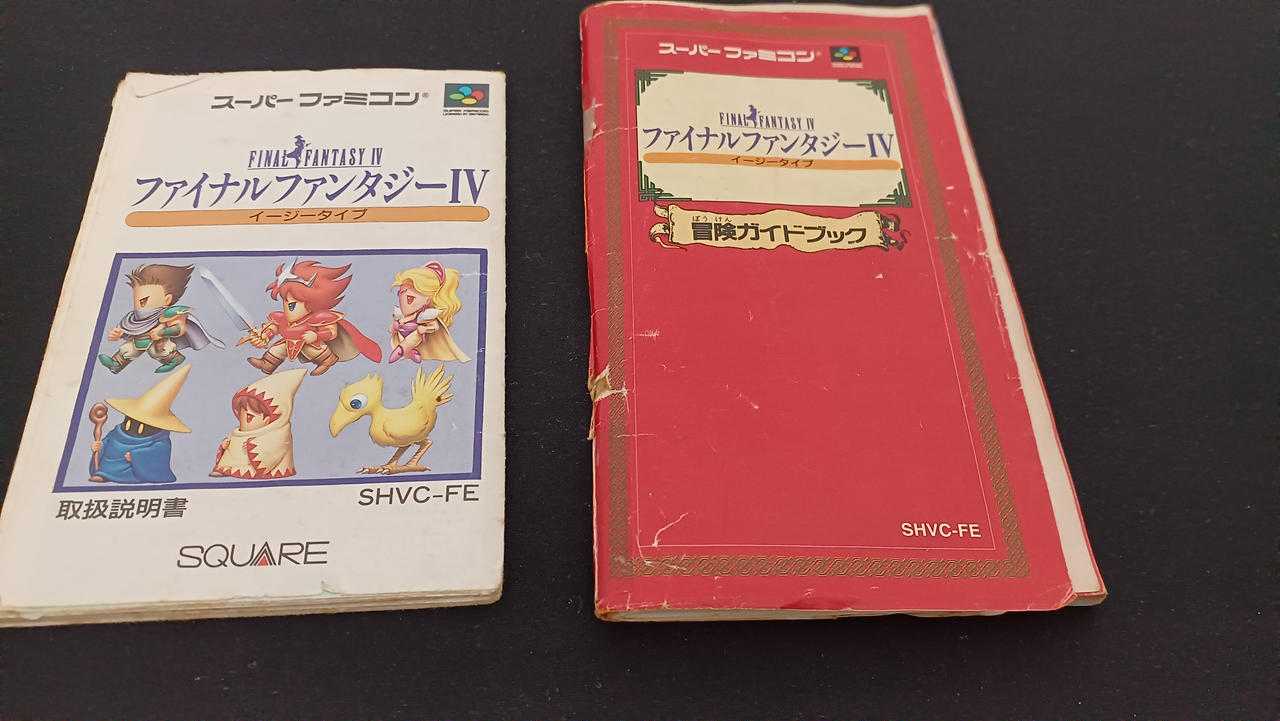 スーパーファミコン®
SUPER FAMICOM
FINAL FANTASY IV
ファイナルファンタジーIV
イージータイプ
取扱説明書
SHVC-FE
SQUARE
スーパーファミコン®
FINAL FANTASY IV
ファイナルファンタジーIV
イージータイプ
ぼうけん
冒険ガイドブック
SHVC-FE